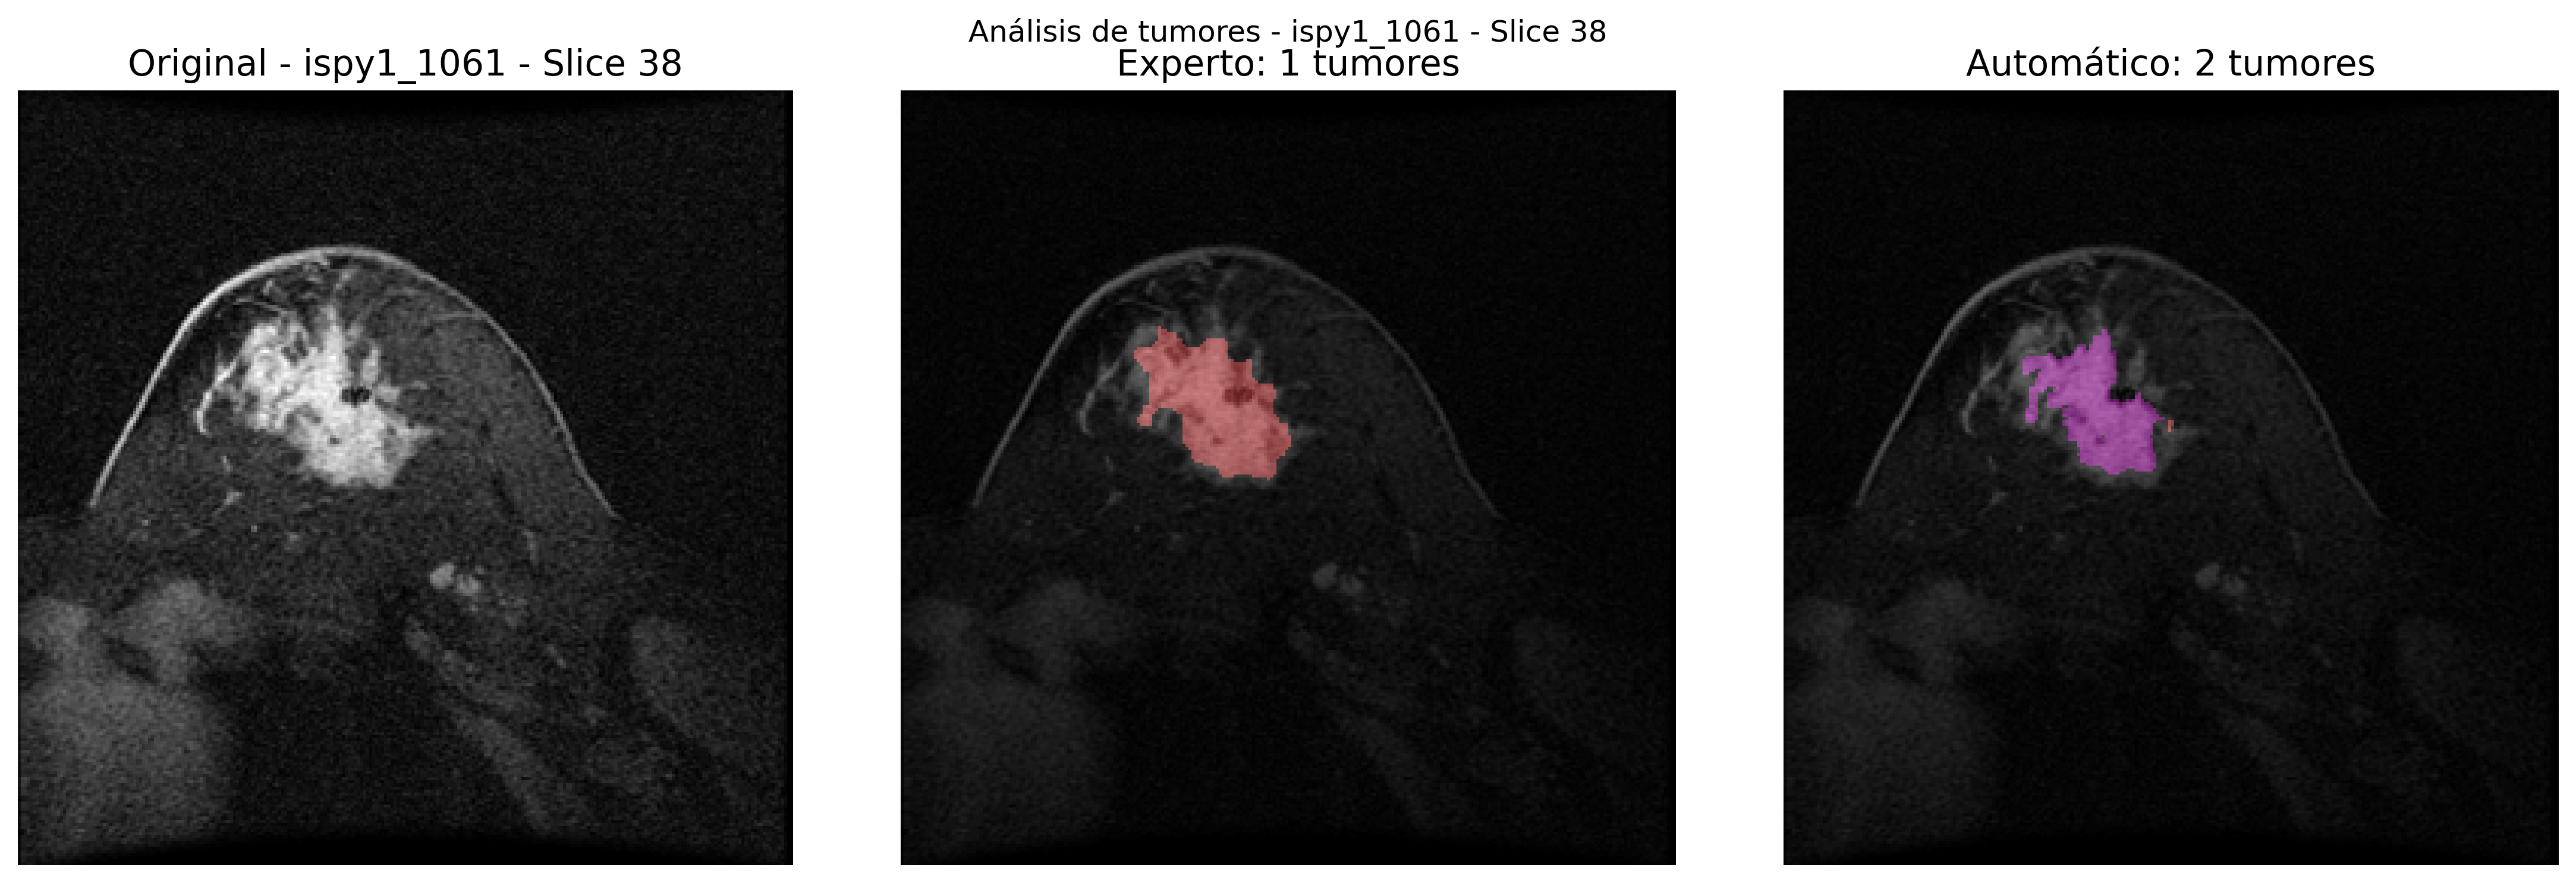 Análisis de tumores - ispy1_1061 - Slice 38
Original - ispy1_1061 - Slice 38
Experto: 1 tumores
Automático: 2 tumores